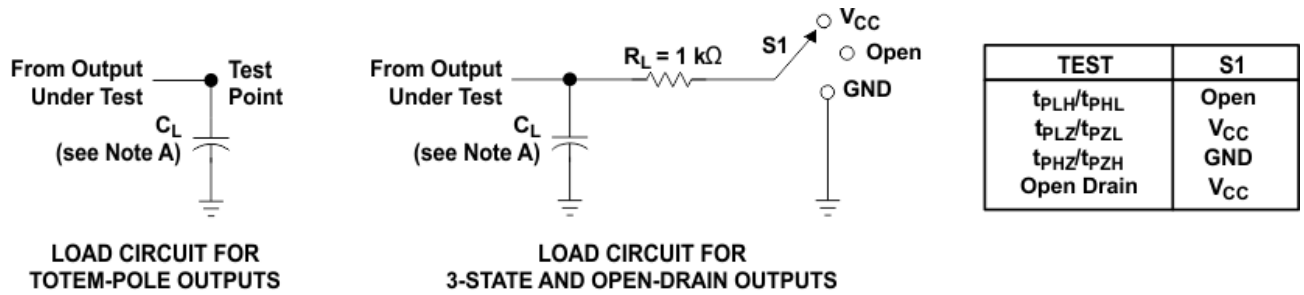 From Output
Under Test
Test
Point
C_L
(see Note A)
LOAD CIRCUIT FOR
TOTEM-POLE OUTPUTS
From Output
Under Test
R_L = 1 kΩ
S1
V_CC
Open
GND
C_L
(see Note A)
LOAD CIRCUIT FOR
3-STATE AND OPEN-DRAIN OUTPUTS
TEST S1
t_PLH/t_PHL Open
t_PLZ/t_PZL V_CC
t_PHZ/t_PZH GND
Open Drain V_CC